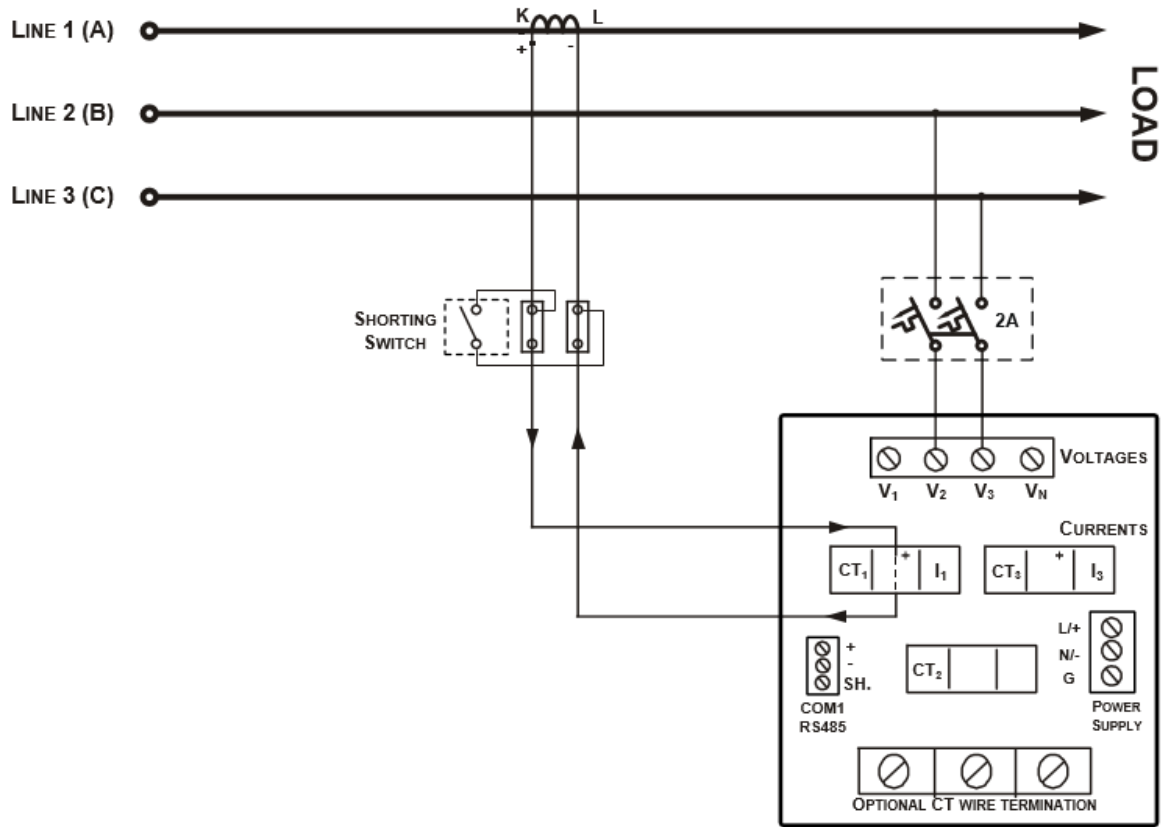 K
L
LINE 1 (A)
+
-
LINE 2 (B)
LOAD
LINE 3 (C)
SHORTING
SWITCH
2A
VOLTAGES
V1 V2 V3 VN
CURRENTS
CT1 + I1
CT3 + I3
L/+
N/-
G
POWER
SUPPLY
+
-
SH.
COM1
RS485
CT2
OPTIONAL CT WIRE TERMINATION